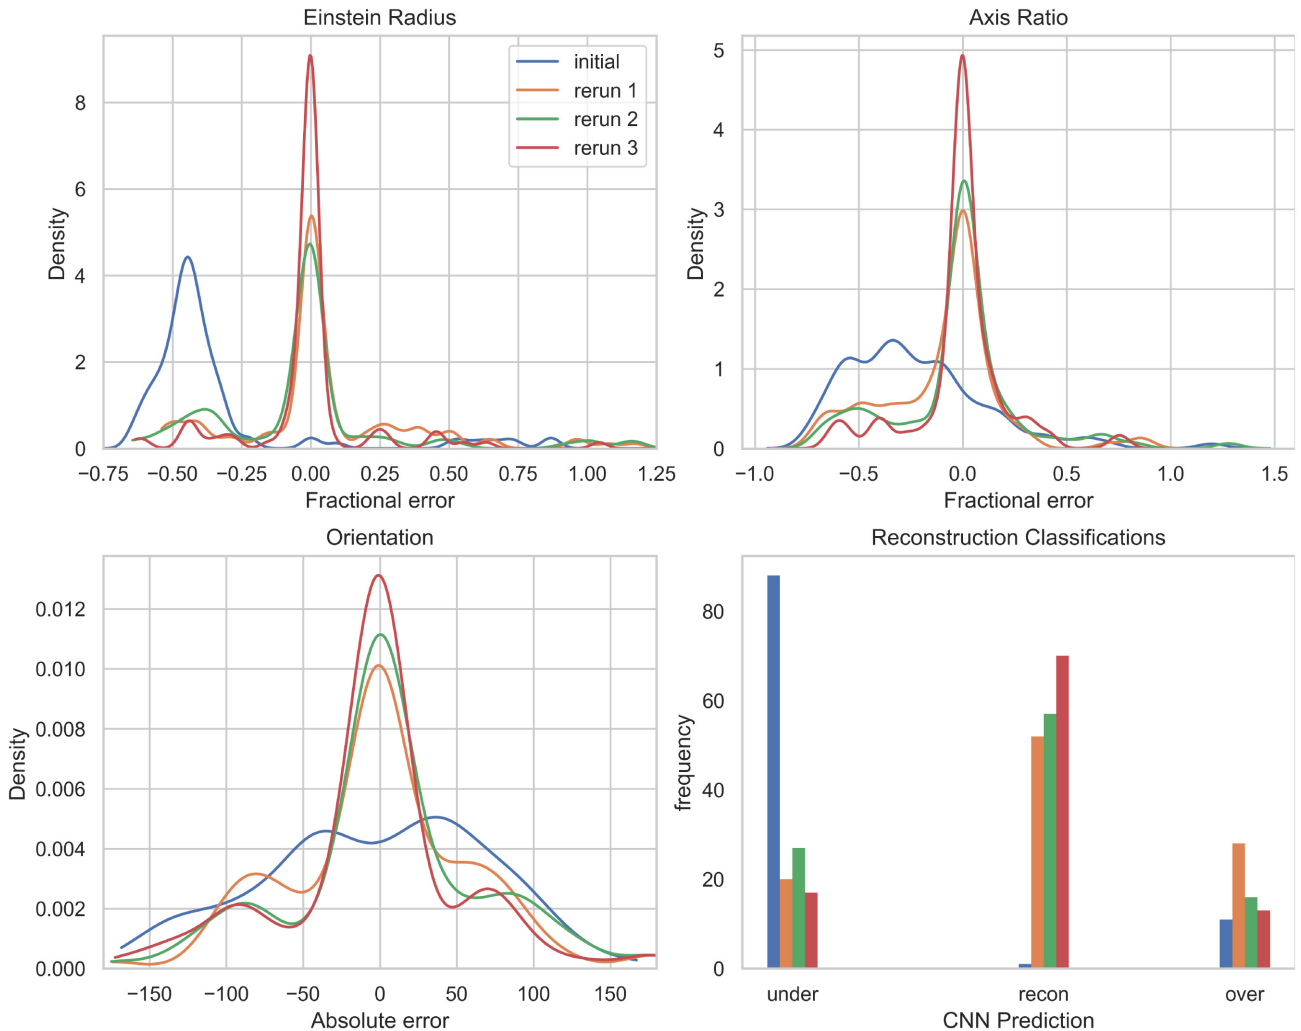 Einstein Radius
Density
8
6
4
2
0
−0.75 −0.50 −0.25 0.00 0.25 0.50 0.75 1.00 1.25
Fractional error
initial
rerun 1
rerun 2
rerun 3
Axis Ratio
Density
5
4
3
2
1
0
−1.0 −0.5 0.0 0.5 1.0 1.5
Fractional error
Orientation
Density
0.012
0.010
0.008
0.006
0.004
0.002
0.000
−150 −100 −50 0 50 100 150
Absolute error
Reconstruction Classifications
frequency
80
60
40
20
0
under recon over
CNN Prediction